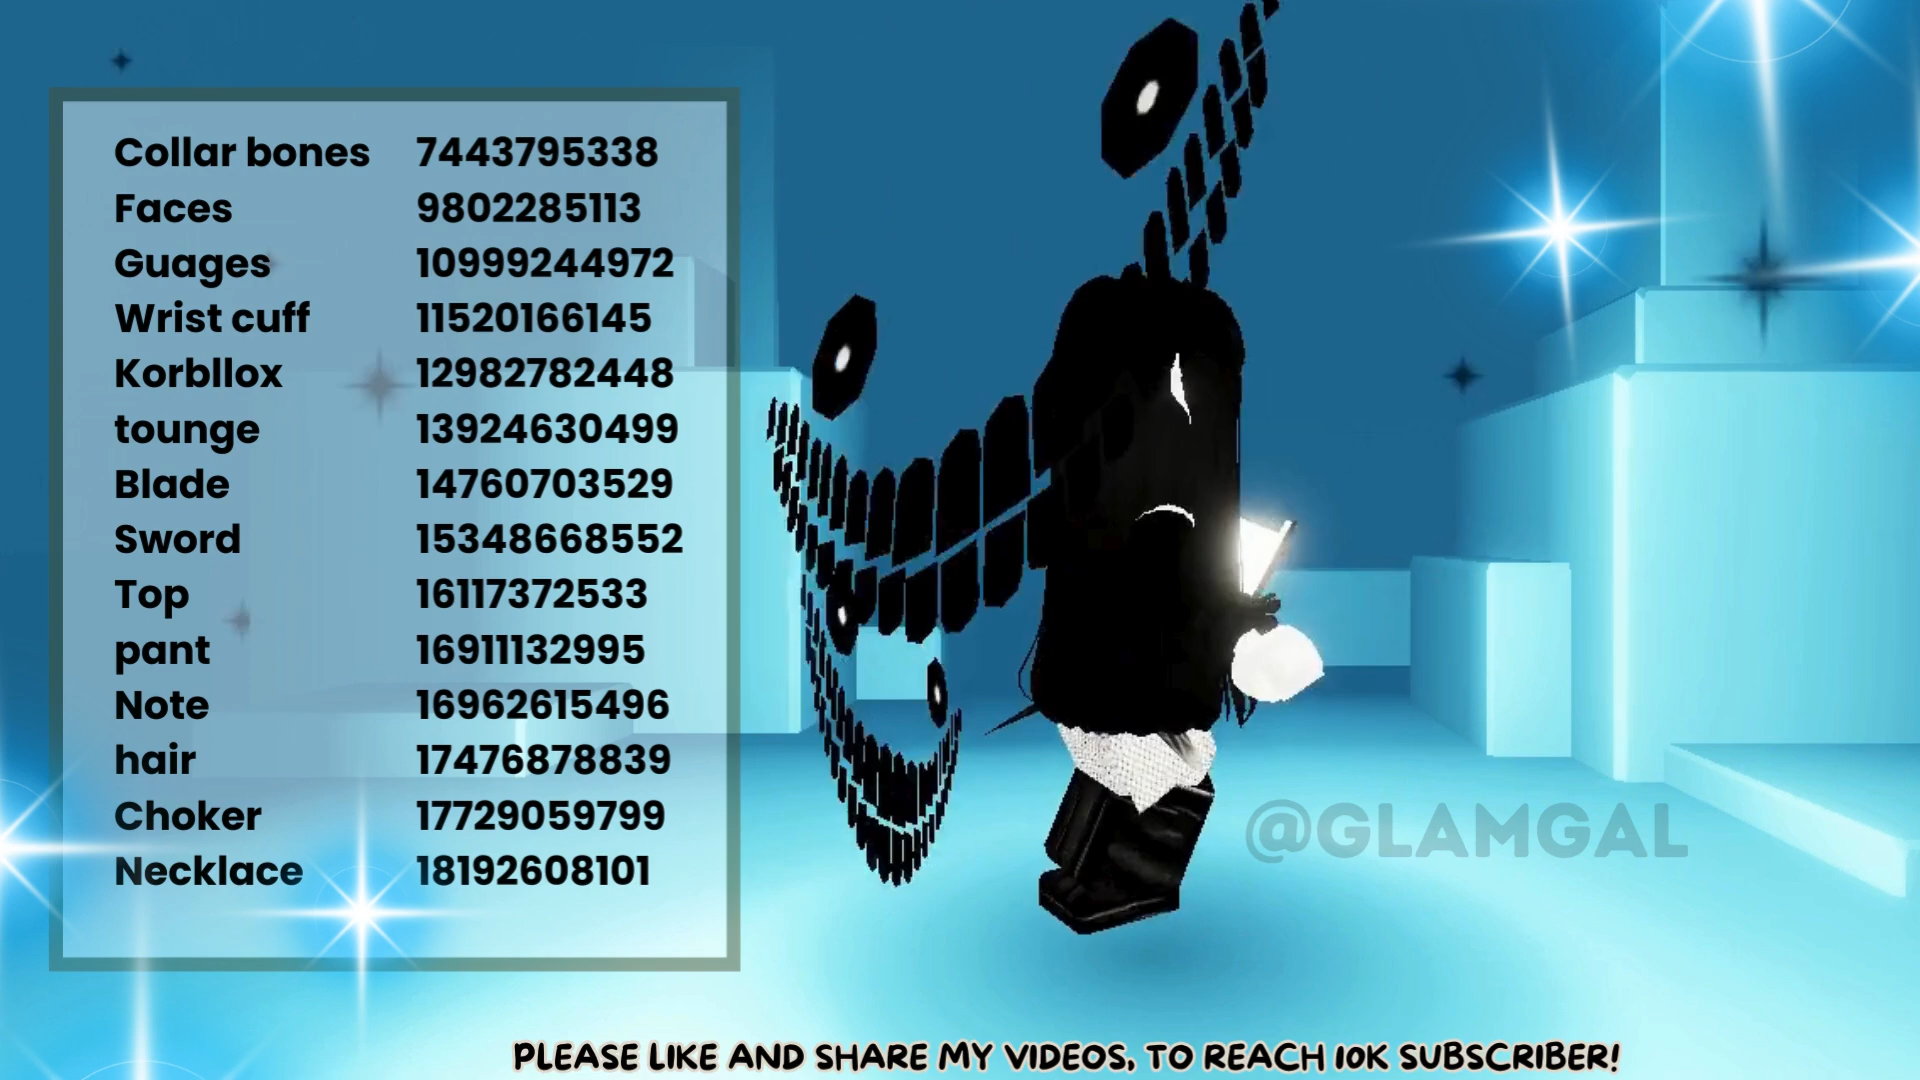 Collar bones 7443795338
Faces 9802285113
Guages 10999244972
Wrist cuff 11520166145
Korbllox 12982782448
tounge 13924630499
Blade 14760703529
Sword 15348668552
Top 16117372533
pant 16911132995
Note 16962615496
hair 17476878839
Choker 17729059799
Necklace 18192608101
@GLAMGAL
PLEASE LIKE AND SHARE MY VIDEOS, TO REACH 10K SUBSCRIBER!